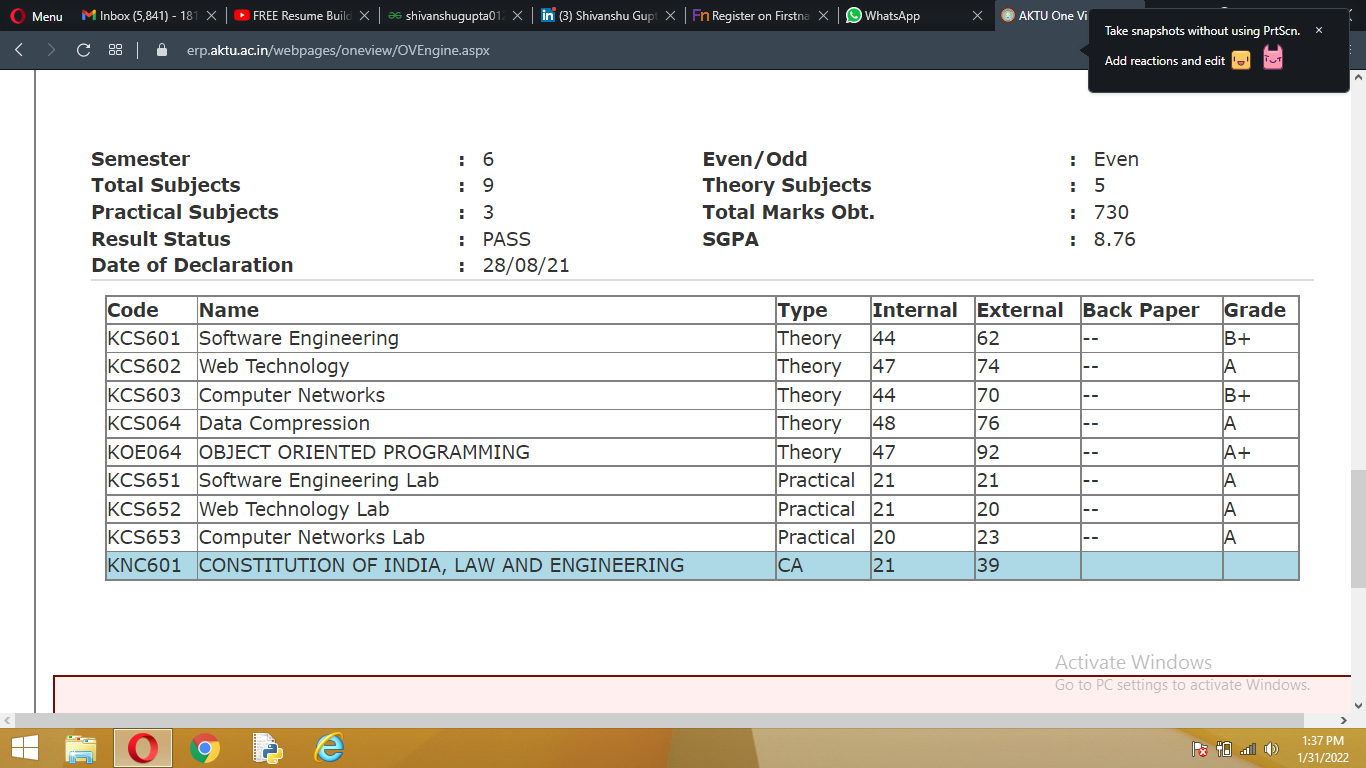 Menu
Inbox (5,841) - 181
FREE Resume Build
shivanshugupta01
(3) Shivanshu Gup
Register on Firstna
WhatsApp
AKTU One Vi
Take snapshots without using PrtScn.
Add reactions and edit
erp.aktu.ac.in/webpages/oneview/OVEngine.aspx
Semester : 6 Even/Odd : Even
Total Subjects : 9 Theory Subjects : 5
Practical Subjects : 3 Total Marks Obt. : 730
Result Status : PASS SGPA : 8.76
Date of Declaration : 28/08/21
Code Name Type Internal External Back Paper Grade
KCS601 Software Engineering Theory 44 62 -- B+
KCS602 Web Technology Theory 47 74 -- A
KCS603 Computer Networks Theory 44 70 -- B+
KCS064 Data Compression Theory 48 76 -- A
KOE064 OBJECT ORIENTED PROGRAMMING Theory 47 92 -- A+
KCS651 Software Engineering Lab Practical 21 21 -- A
KCS652 Web Technology Lab Practical 21 20 -- A
KCS653 Computer Networks Lab Practical 20 23 -- A
KNC601 CONSTITUTION OF INDIA, LAW AND ENGINEERING CA 21 39
Activate Windows
Go to PC settings to activate Windows.
1:37 PM
1/31/2022